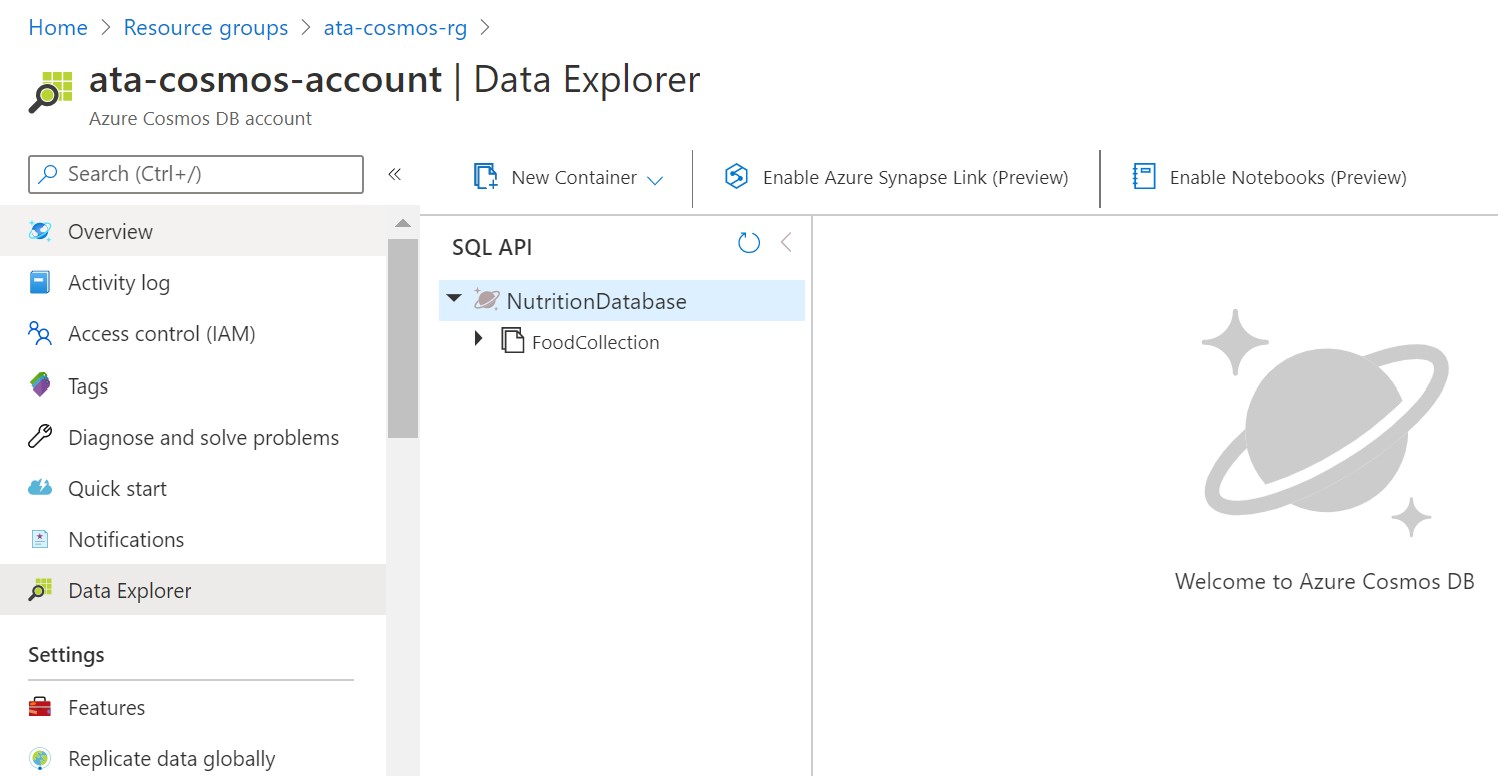 Home > Resource groups > ata-cosmos-rg >
ata-cosmos-account | Data Explorer
Azure Cosmos DB account
Search (Ctrl+/)
«
New Container
Enable Azure Synapse Link (Preview)
Enable Notebooks (Preview)
Overview
Activity log
Access control (IAM)
Tags
Diagnose and solve problems
Quick start
Notifications
Data Explorer
Settings
Features
Replicate data globally
SQL API
NutritionDatabase
FoodCollection
Welcome to Azure Cosmos DB